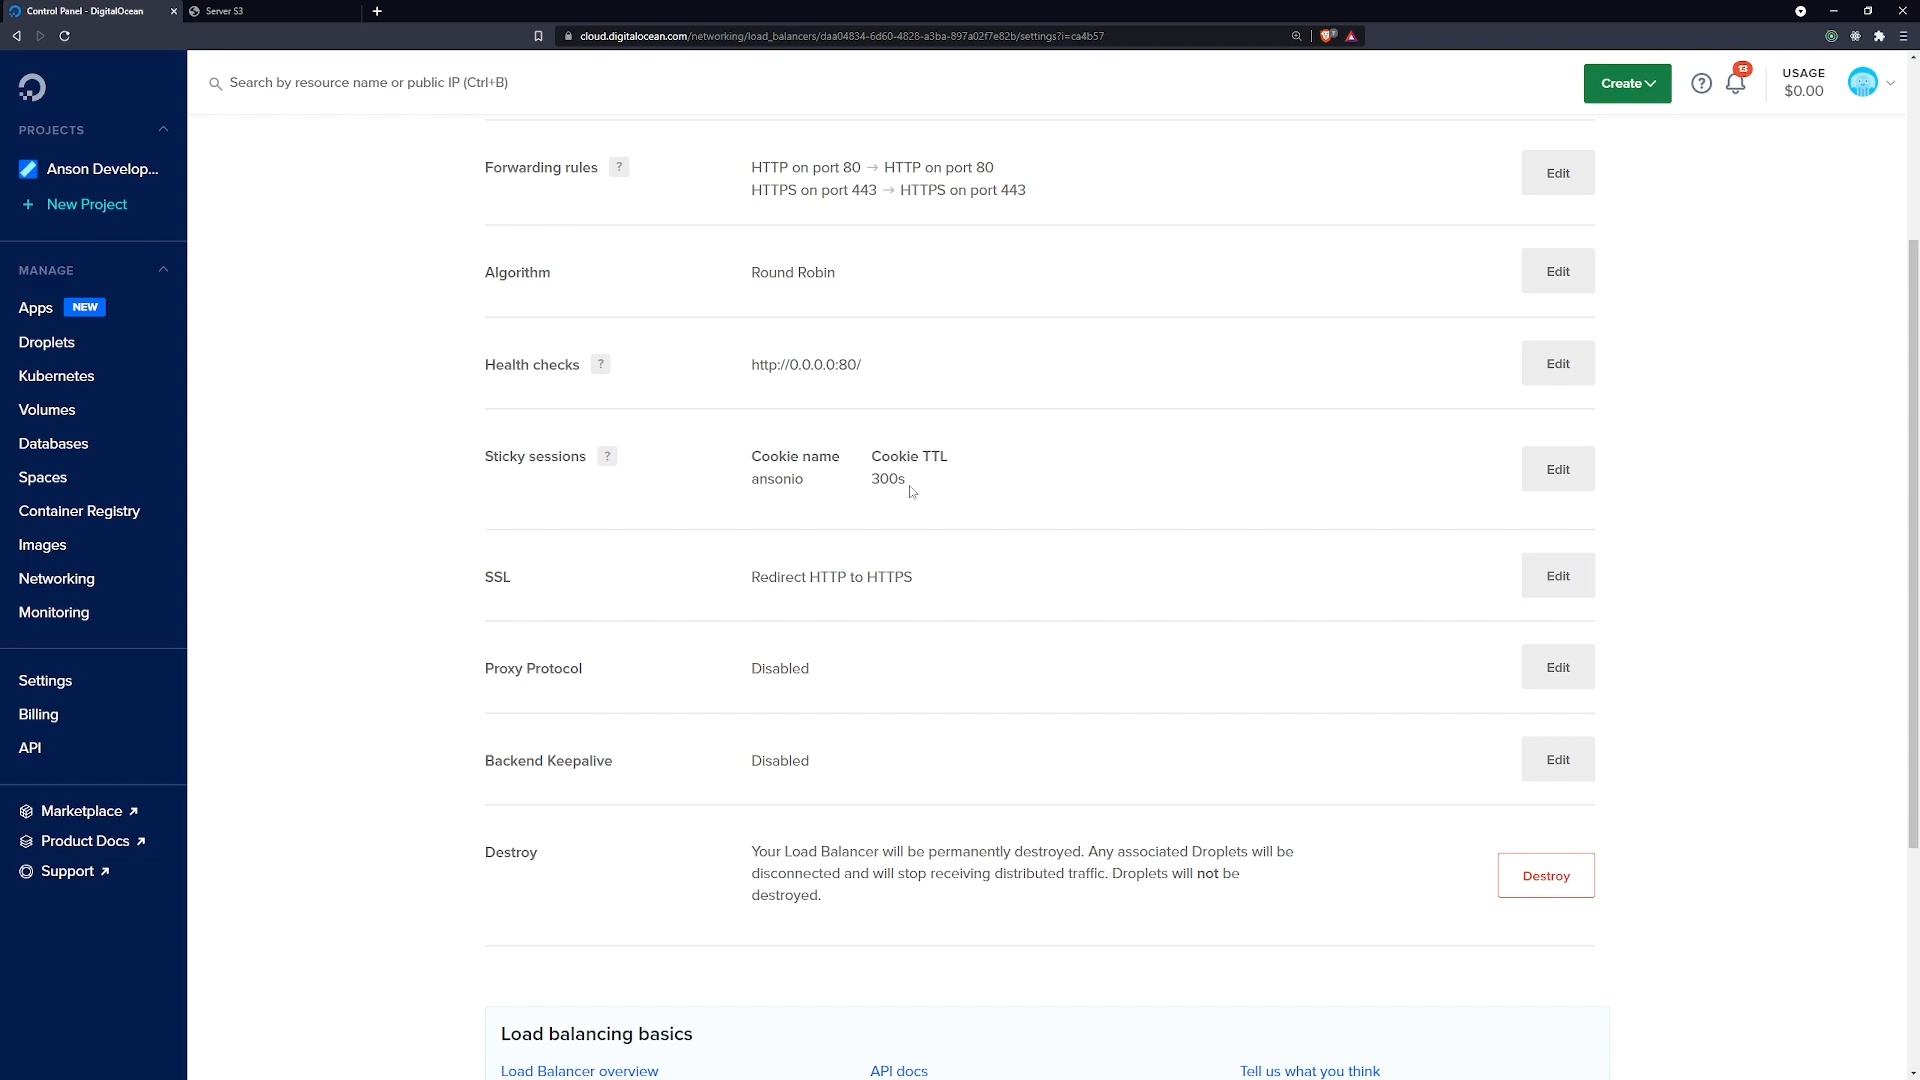 Control Panel - DigitalOcean
Server S3
cloud.digitalocean.com/networking/load_balancers/daa04834-6d60-4828-a3ba-897a02f7e82b/settings?i=ca4b57
Search by resource name or public IP (Ctrl+B)
Create
13
USAGE
$0.00
PROJECTS
Anson Develop...
+ New Project
MANAGE
Apps NEW
Droplets
Kubernetes
Volumes
Databases
Spaces
Container Registry
Images
Networking
Monitoring
Settings
Billing
API
Marketplace ↗
Product Docs ↗
Support ↗
Forwarding rules ?
HTTP on port 80 → HTTP on port 80
HTTPS on port 443 → HTTPS on port 443
Edit
Algorithm
Round Robin
Edit
Health checks ?
http://0.0.0.0:80/
Edit
Sticky sessions ?
Cookie name Cookie TTL
ansonio 300s
Edit
SSL
Redirect HTTP to HTTPS
Edit
Proxy Protocol
Disabled
Edit
Backend Keepalive
Disabled
Edit
Destroy
Your Load Balancer will be permanently destroyed. Any associated Droplets will be
disconnected and will stop receiving distributed traffic. Droplets will not be
destroyed.
Destroy
Load balancing basics
Load Balancer overview
API docs
Tell us what you think